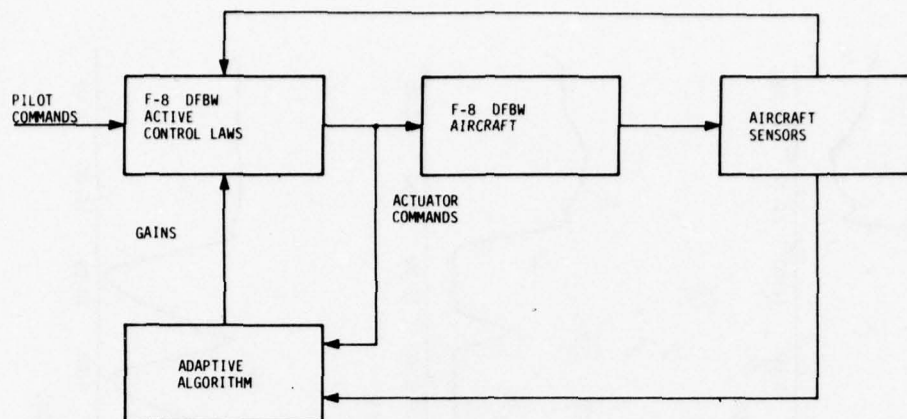 PILOT
COMMANDS
F-8 DFBW
ACTIVE
CONTROL LAWS
F-8 DFBW
AIRCRAFT
AIRCRAFT
SENSORS
ACTUATOR
COMMANDS
GAINS
ADAPTIVE
ALGORITHM